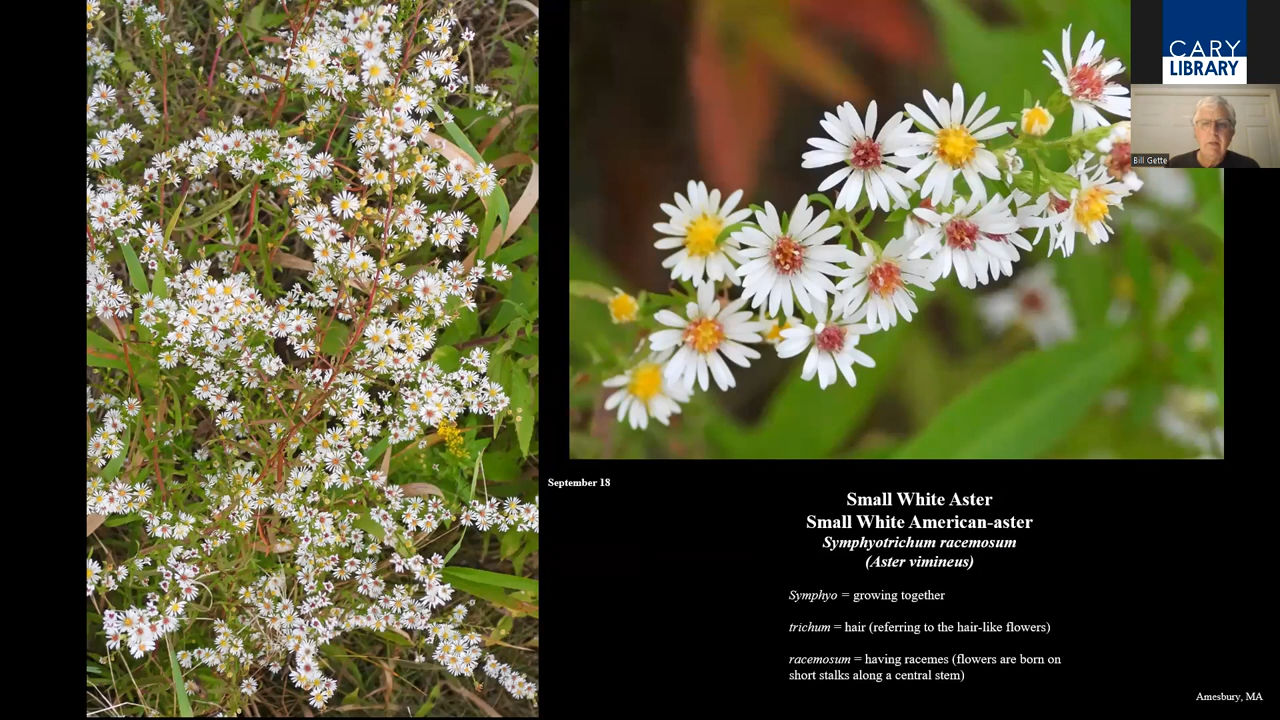 CARY
LIBRARY
Bill Gette
September 18
Small White Aster
Small White American-aster
Symphyotrichum racemosum
(Aster vimineus)
Symphyo = growing together
trichum = hair (referring to the hair-like flowers)
racemosum = having racemes (flowers are born on
short stalks along a central stem)
Amesbury, MA